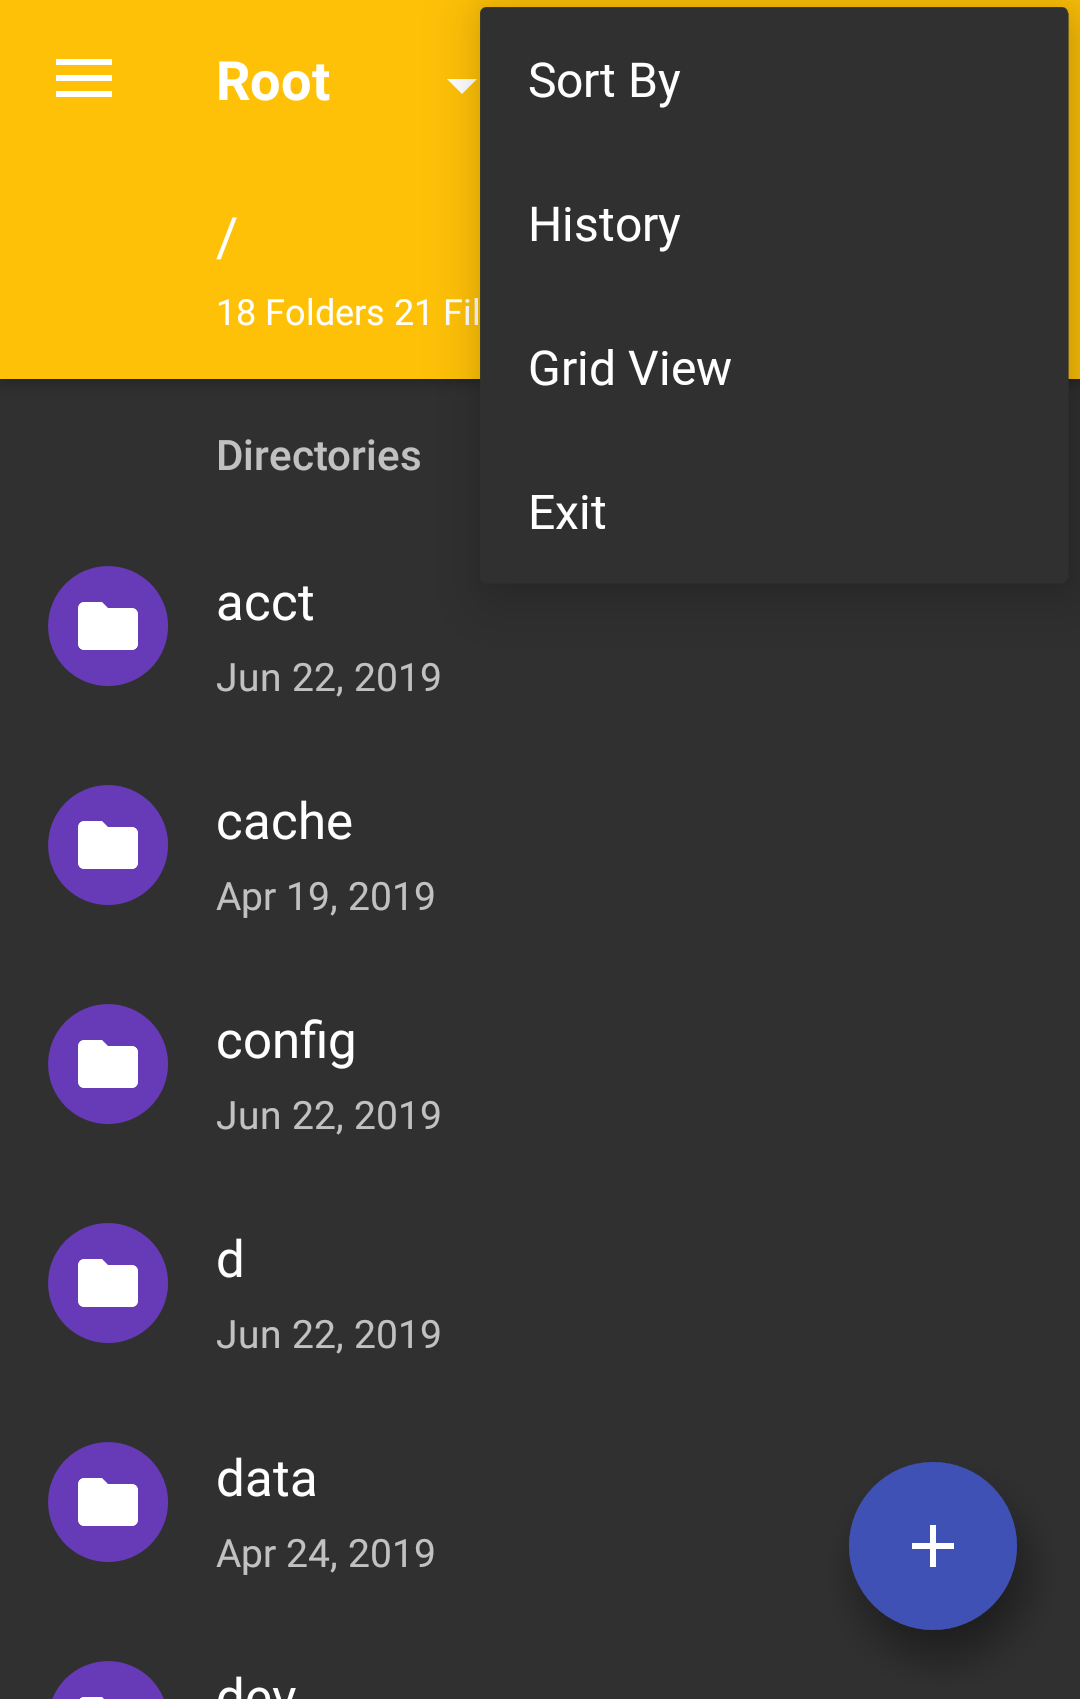 Root
/
18 Folders 21 Fil
Sort By
History
Grid View
Exit
Directories
acct
Jun 22, 2019
cache
Apr 19, 2019
config
Jun 22, 2019
d
Jun 22, 2019
data
Apr 24, 2019
dev